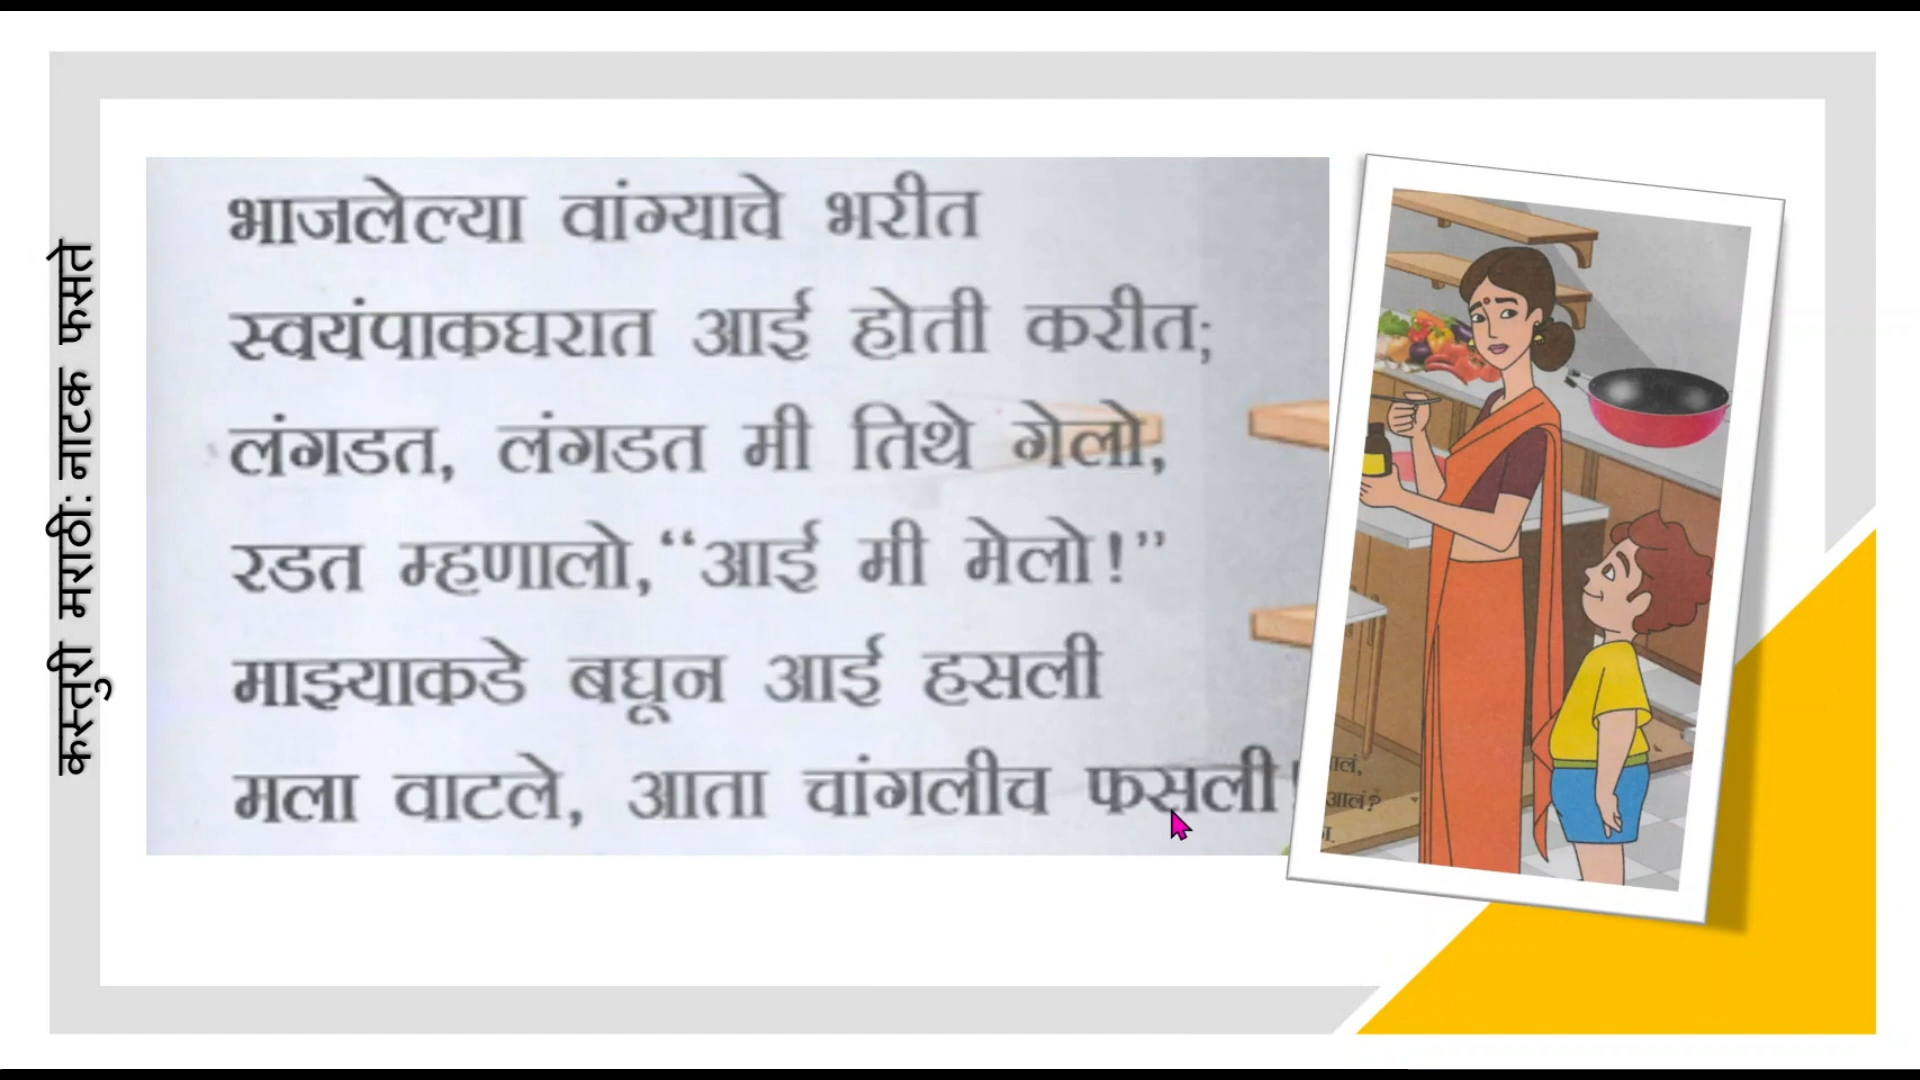 कस्तुरी मराठी: नाटक फसते
भाजलेल्या वांग्याचे भरीत
स्वयंपाकघरात आई होती करीत;
लंगडत, लंगडत मी तिथे गेलो,
रडत म्हणालो, “आई मी मेलो!”
माझ्याकडे बघून आई हसली
मला वाटले, आता चांगलीच फसली!
आलं?